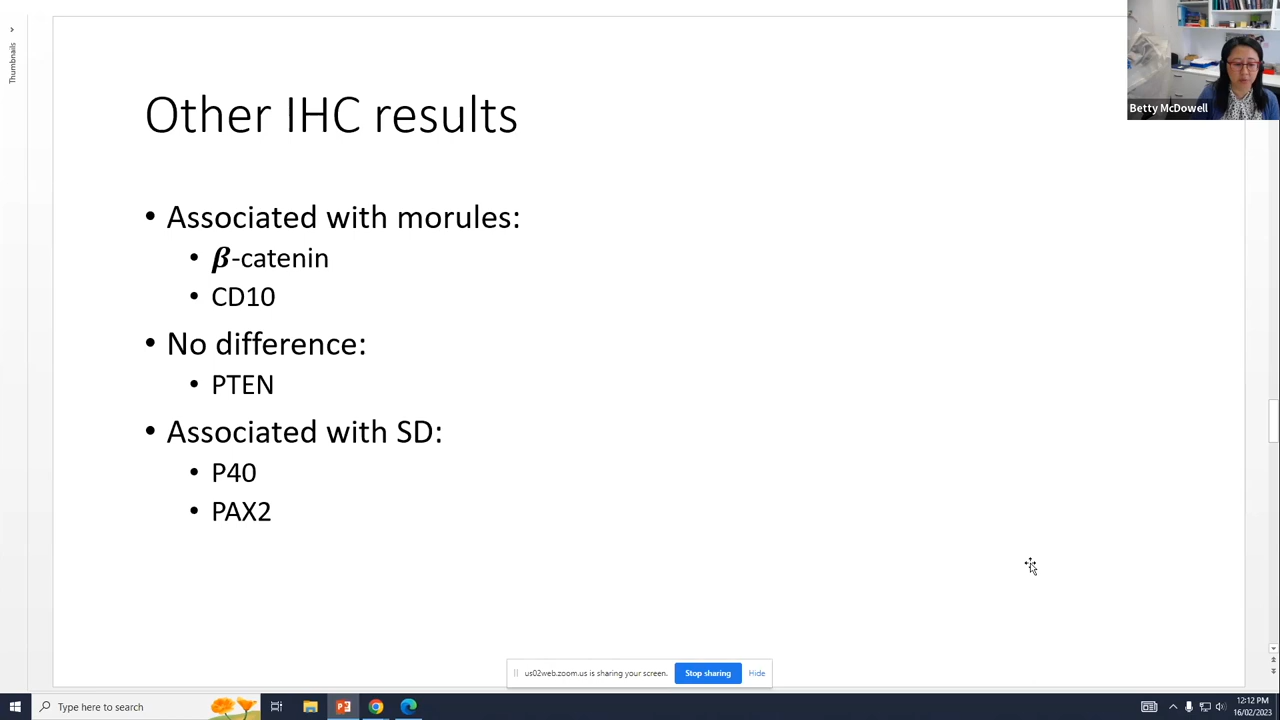 Thumbnails
Other IHC results
• Associated with morules:
• 𝜷-catenin
• CD10
• No difference:
• PTEN
• Associated with SD:
• P40
• PAX2
Betty McDowell
us02web.zoom.us is sharing your screen.
Stop sharing
Hide
Type here to search
12:12 PM
16/02/2023